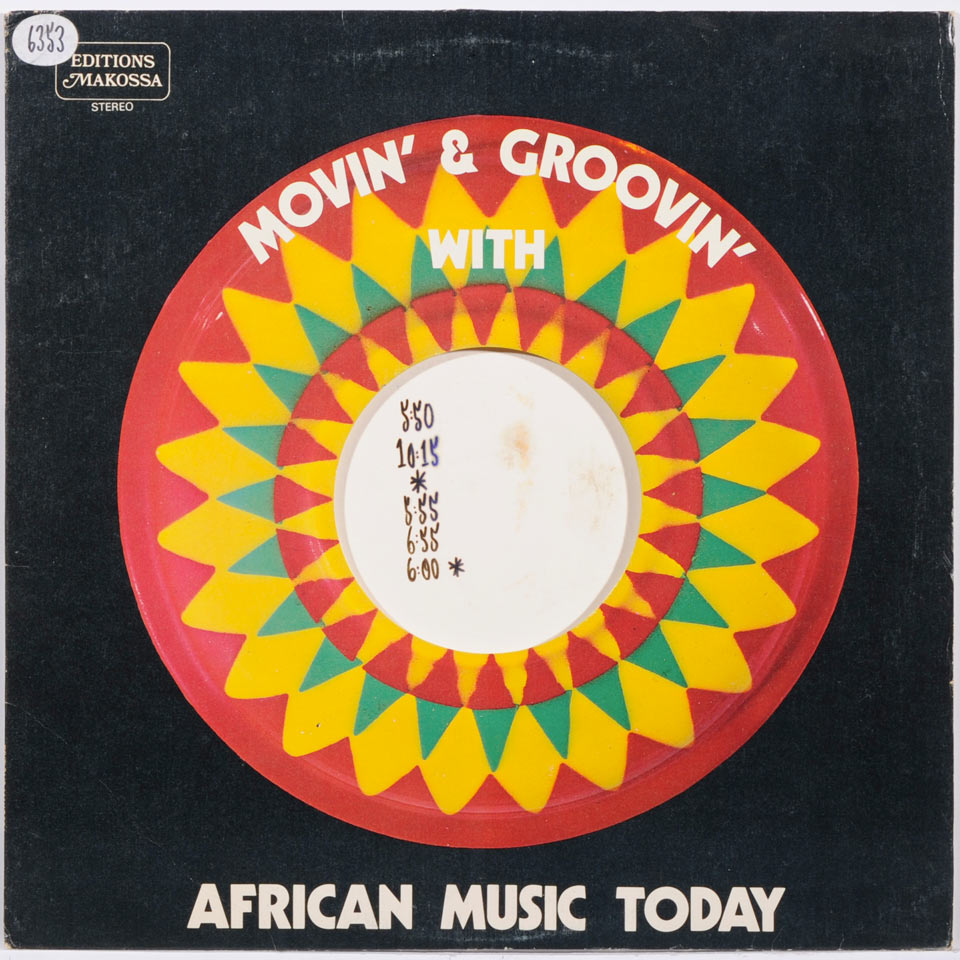 6353
EDITIONS
MAKOSSA
STEREO
MOVIN' & GROOVIN'
WITH
5:50
10:15
*
5:55
6:55
6:00 *
AFRICAN MUSIC TODAY